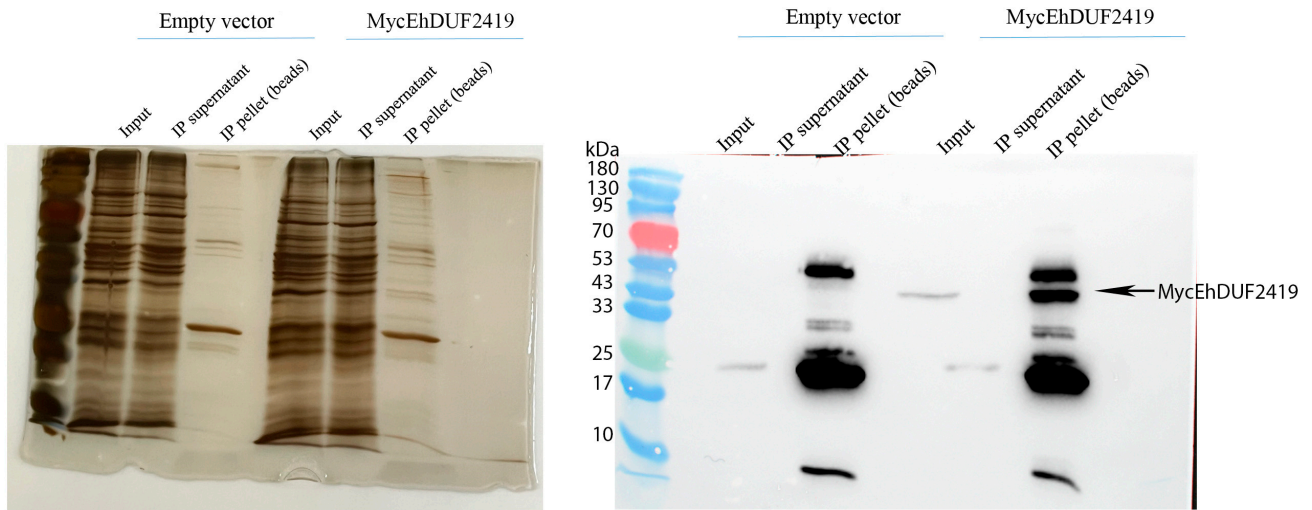 Empty vector
MycEhDUF2419
Input
IP supernatant
IP pellet (beads)
Input
IP supernatant
IP pellet (beads)
Empty vector
MycEhDUF2419
Input
IP supernatant
IP pellet (beads)
Input
IP supernatant
IP pellet (beads)
kDa
180
130
95
70
53
43
33
25
17
10
MycEhDUF2419